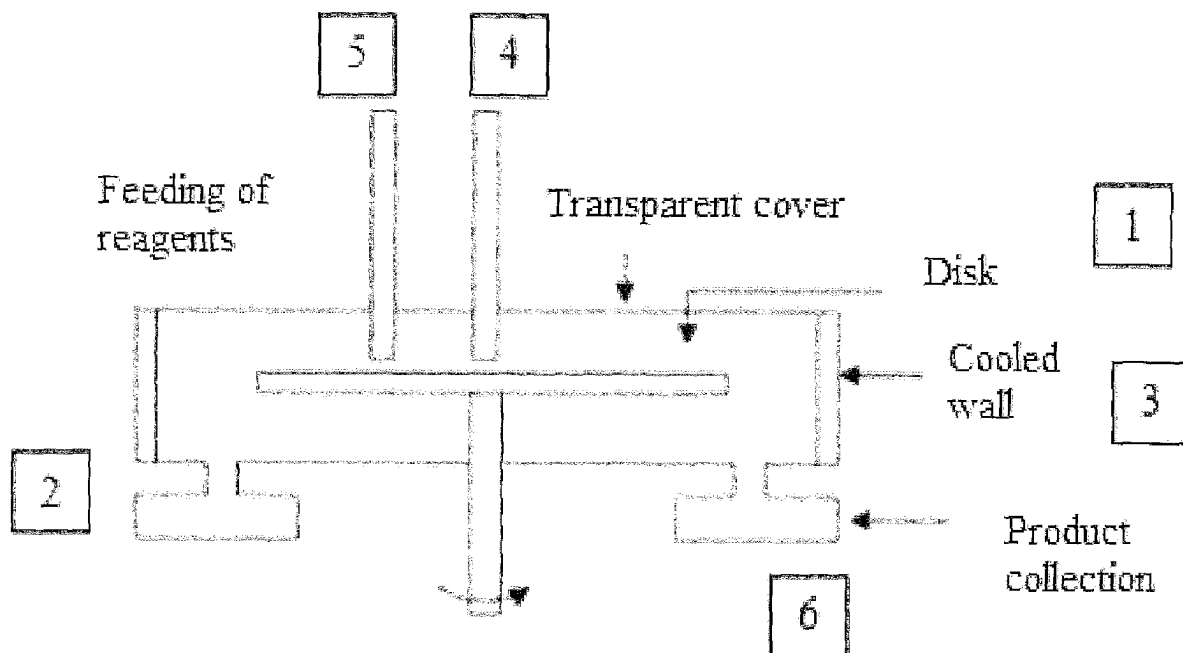 5
4
Feeding of
reagents
Transparent cover
1
Disk
Cooled
wall
3
2
Product
collection
6